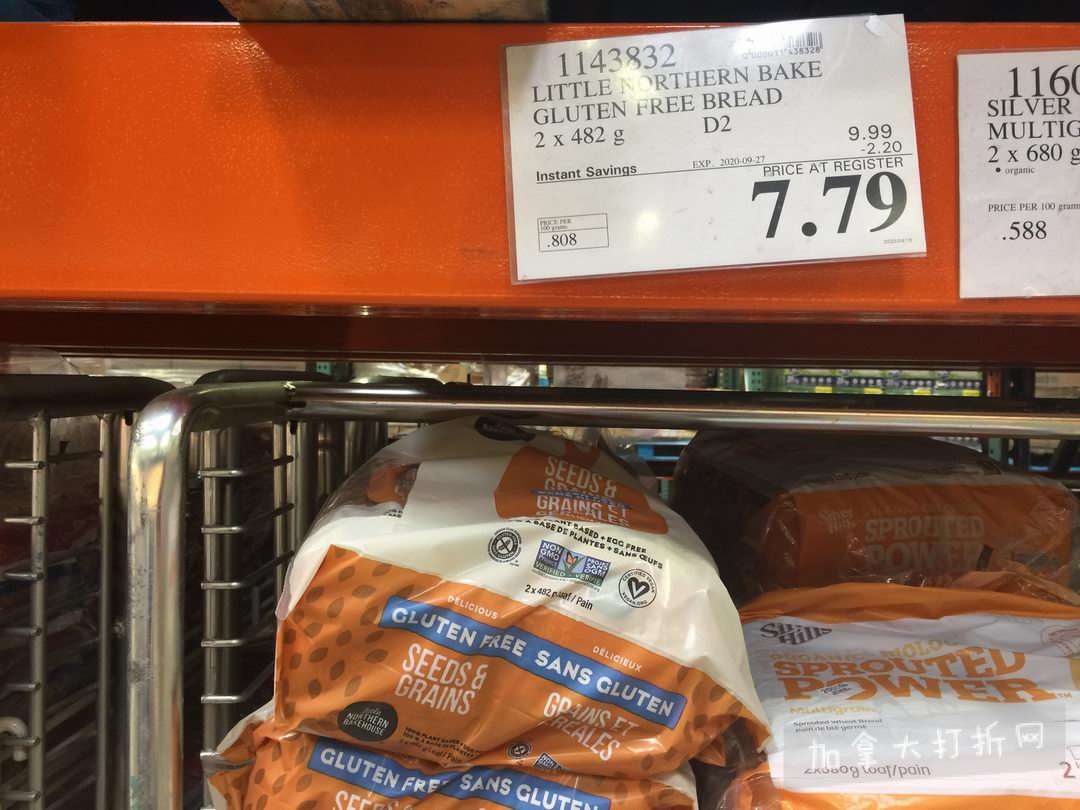 1143832
LITTLE NORTHERN BAKE
GLUTEN FREE BREAD
2 x 482 g
D2
9.99
-2.20
Instant Savings
EXP. 2020-09-27
PRICE AT REGISTER
7.79
PRICE PER
100 grams
.808
1160
SILVER
MULTIG
2 x 680 g
• organic
PRICE PER 100 gram
.588
SEEDS &
GRAINS ET
PLANT BASED + EGG FREE
À BASE DE PLANTES + SANS ŒUFS
NON GMO VERIFIED
2 x 482 g Loaf / Pain
DELICIOUS
DÉLICIEUX
GLUTEN FREE SANS GLUTEN
SEEDS &
GRAINS
GRAINS ET
CÉRÉALES
little
NORTHERN
BAKEHOUSE
GLUTEN FREE SANS GLUTEN
SPROUTED
POWER
Silver
Hills
SPROUTED
POWER™
Multigrain
Sprouted Wheat Bread
pain de blé germé
2x680g loaf/pain
加拿大打折网